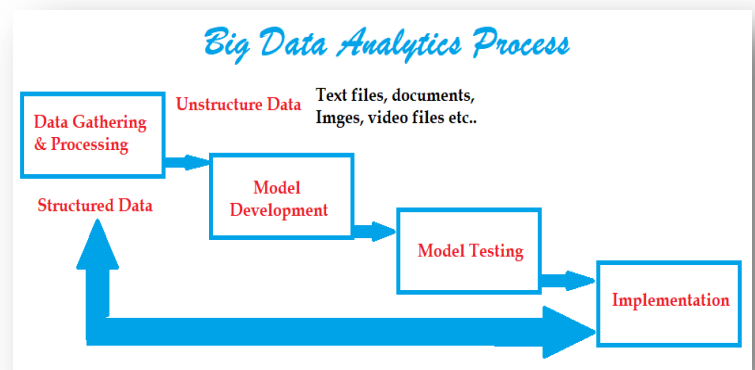 Big Data Analytics Process
Unstructure Data
Text files, documents,
Imges, video files etc..
Data Gathering
& Processing
Model
Development
Structured Data
Model Testing
Implementation